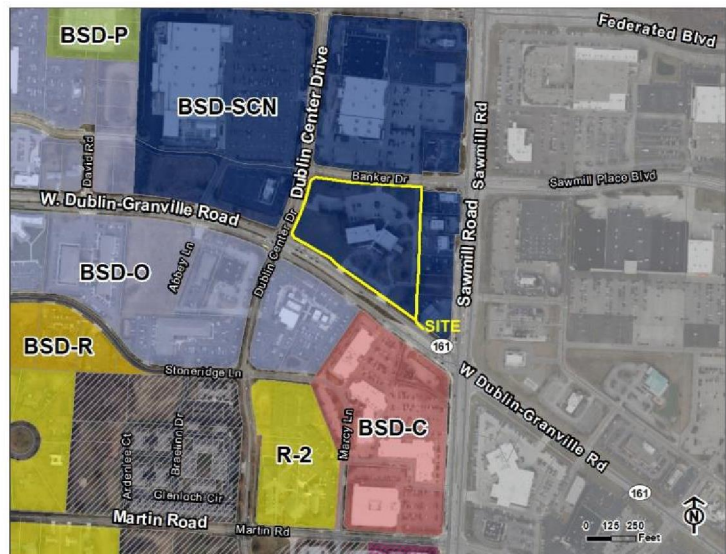 BSD-P
Federated Blvd
Dublin Center Drive
BSD-SCN
Sawmill Rd
David Rd
Banker Dr
Sawmill Place Blvd
W. Dublin-Granville Road
Dublin Center Dr
Abbey Ln
Sawmill Road
BSD-O
SITE
161
BSD-R
Stoneridge Ln
W Dublin-Granville Rd
Marcy Ln
BSD-C
R-2
Ardenlee Ct
Braelinn Dr
Glenloch Cir
161
Martin Road
Martin Rd
N
0 125 250
Feet